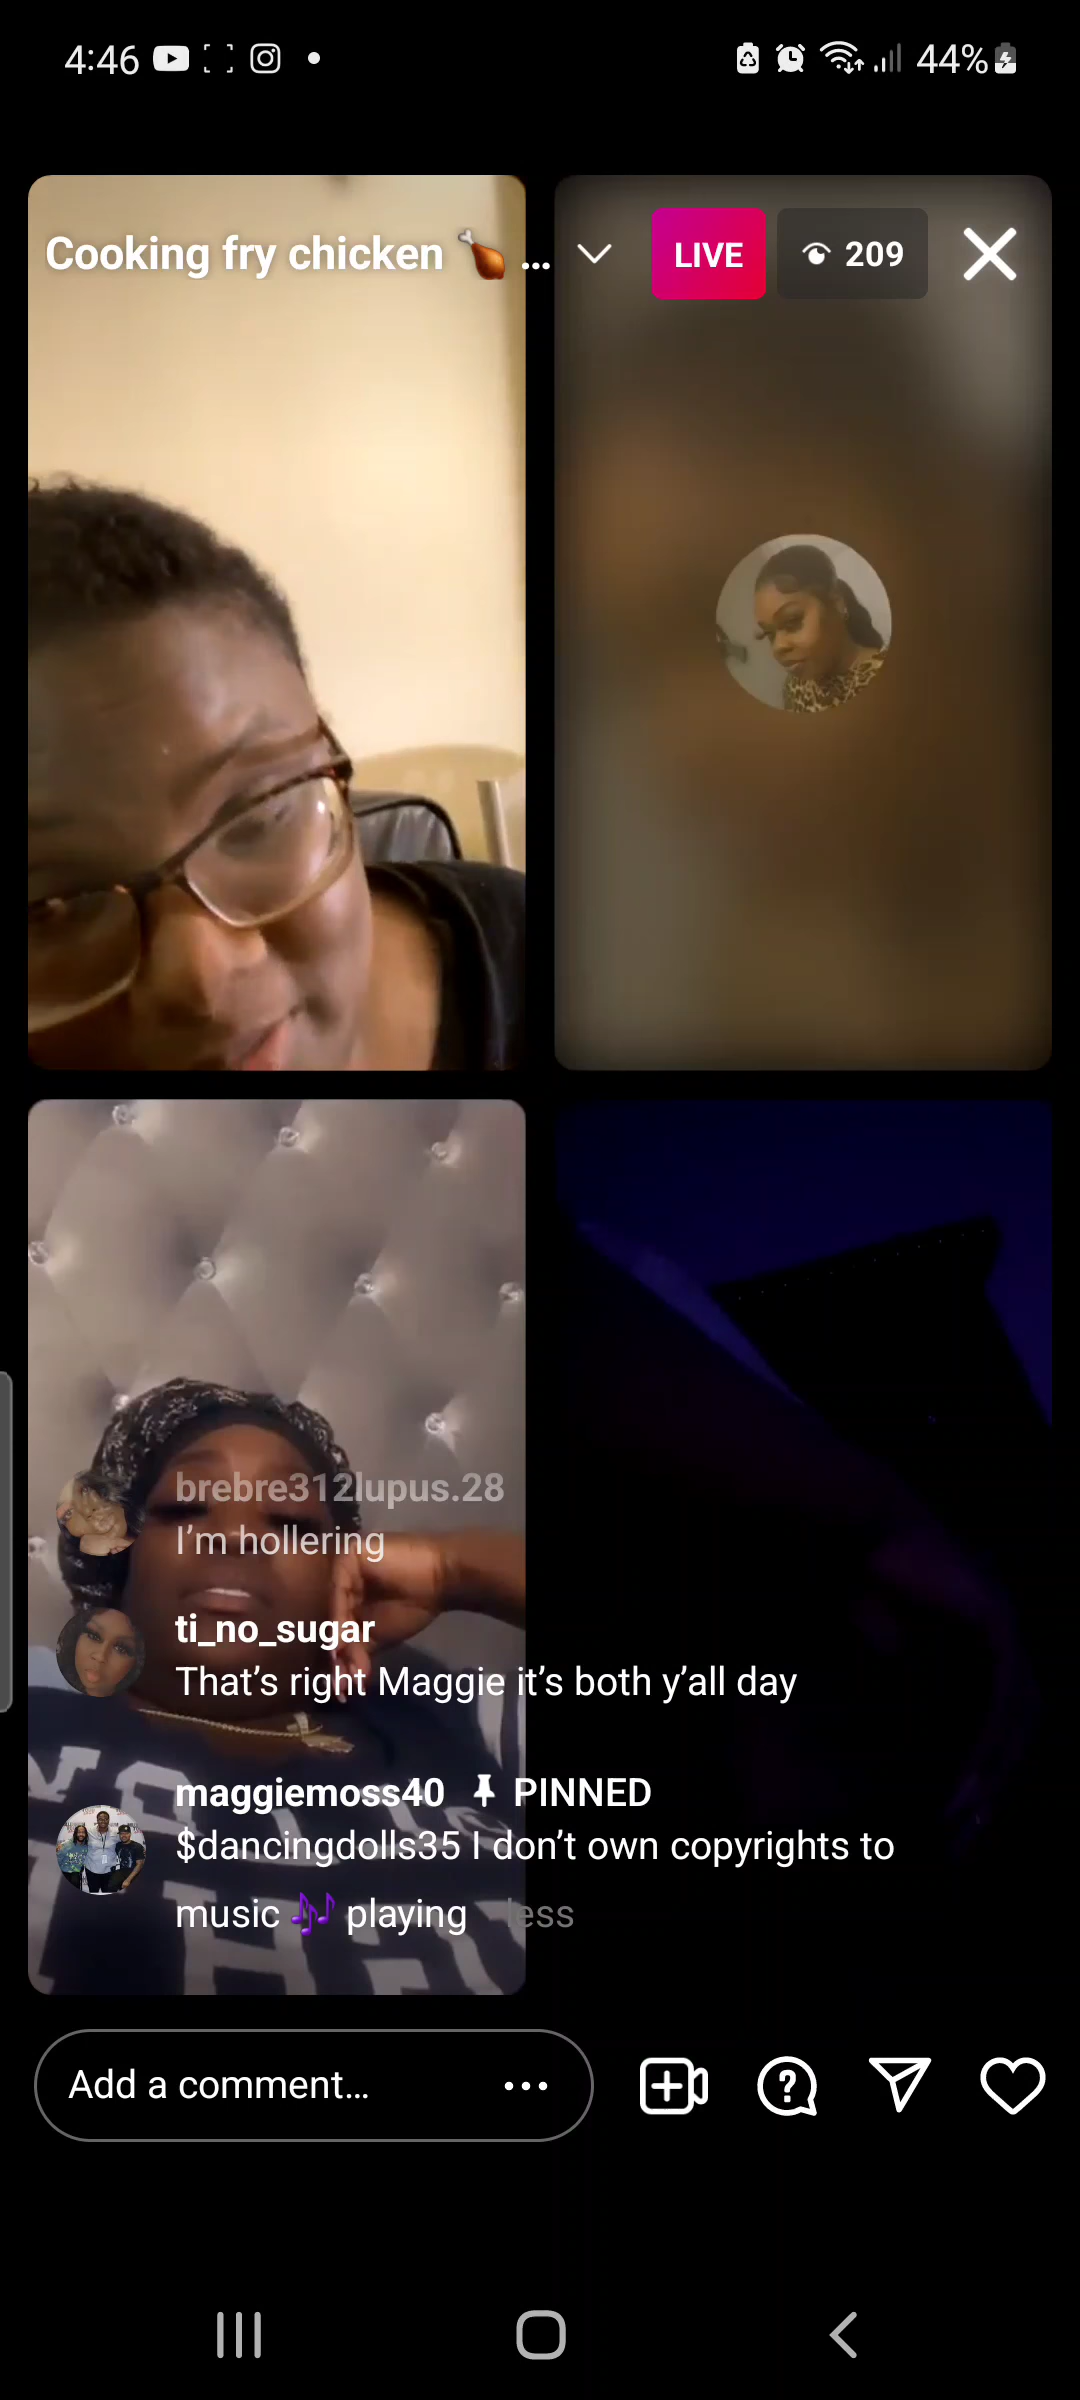 4:46
44%
Cooking fry chicken 🍗 ...
LIVE
209
brebre312lupus.28
I'm hollering
ti_no_sugar
That's right Maggie it's both y'all day
maggiemoss40 📌 PINNED
$dancingdolls35 I don't own copyrights to
music 🎶 playing less
Add a comment...